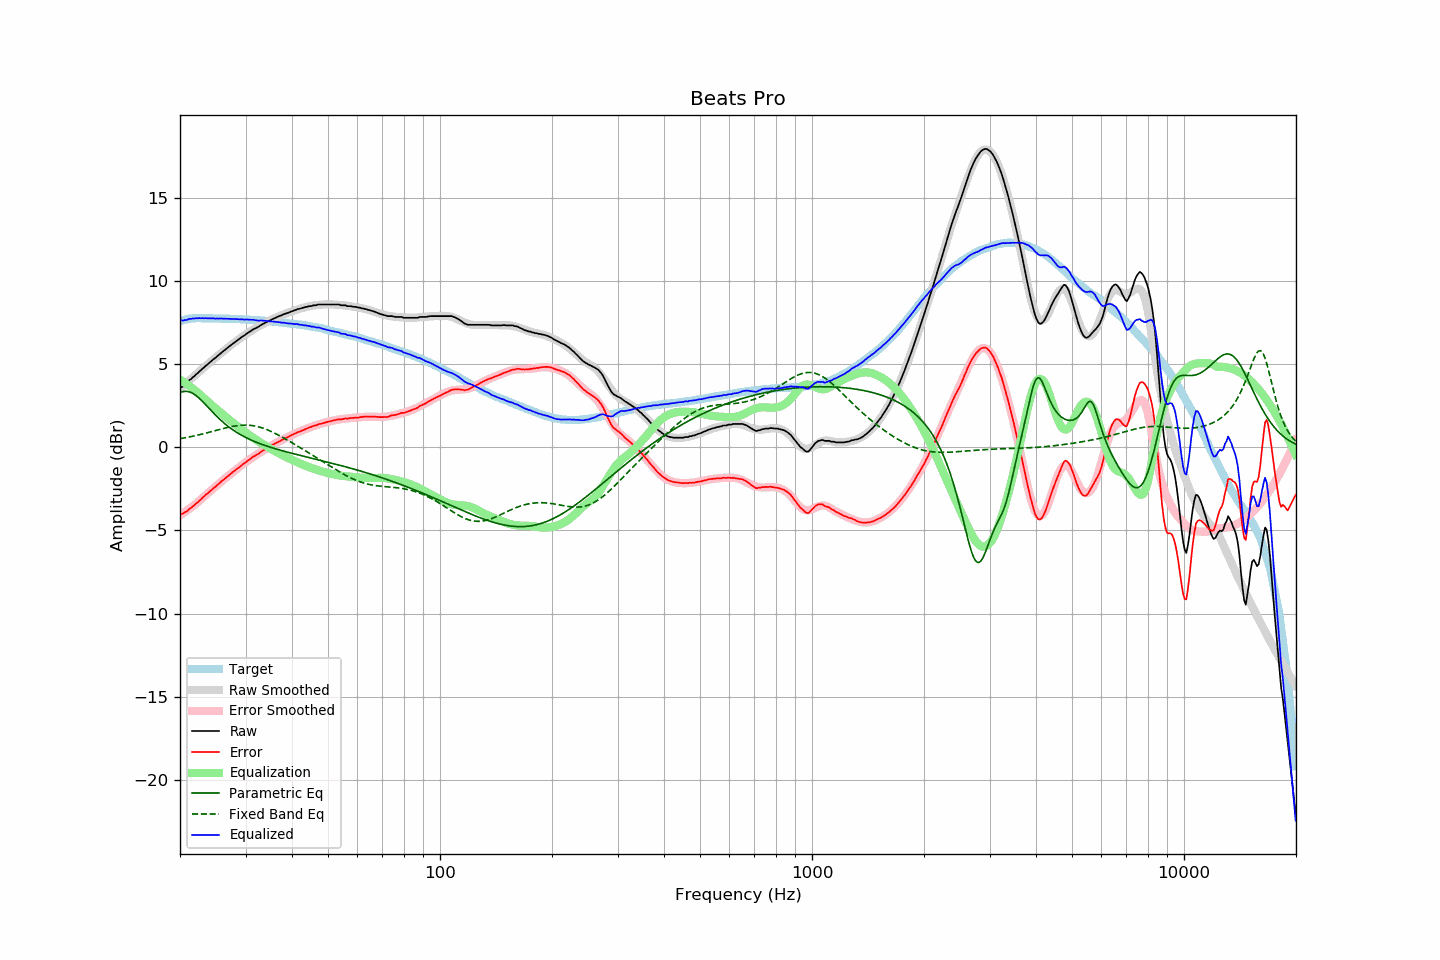 Beats Pro
Amplitude (dBr)
15
10
5
0
−5
−10
−15
−20
Target
Raw Smoothed
Error Smoothed
Raw
Error
Equalization
Parametric Eq
Fixed Band Eq
Equalized
100
1000
10000
Frequency (Hz)